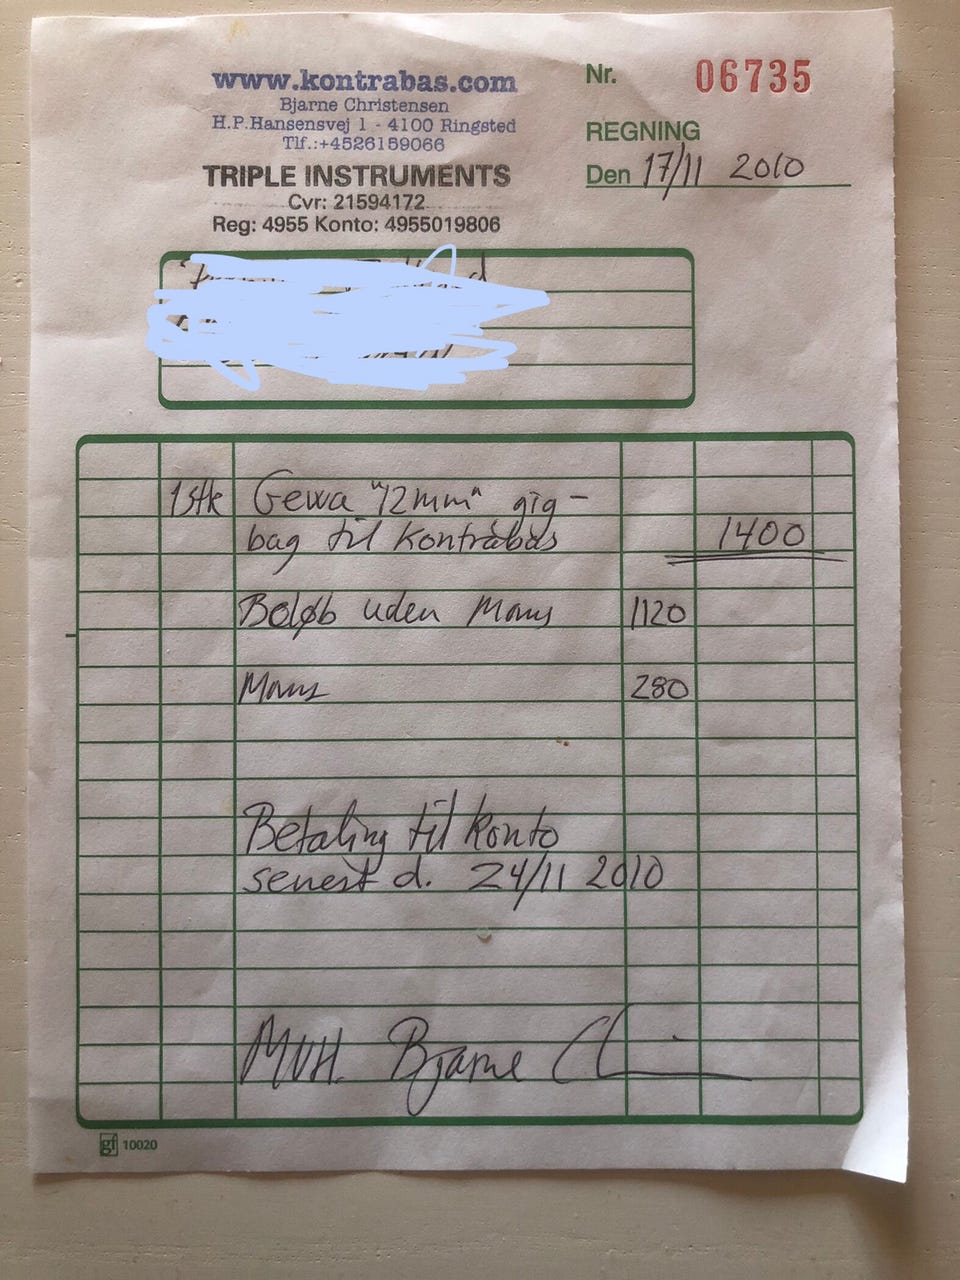 www.kontrabas.com
Bjarne Christensen
H.P.Hansensvej 1 - 4100 Ringsted
Tlf.:+4526159066
TRIPLE INSTRUMENTS
Cvr: 21594172
Reg: 4955 Konto: 4955019806
Nr. 06735
REGNING
Den 17/11 2010
1 stk Gewa "12mm" gig-
bag til Kontrabas 1400
Beløb uden Moms 1120
Moms 280
Betaling til konto
senest d. 24/11 2010
MVH. Bjarne
gf 10020